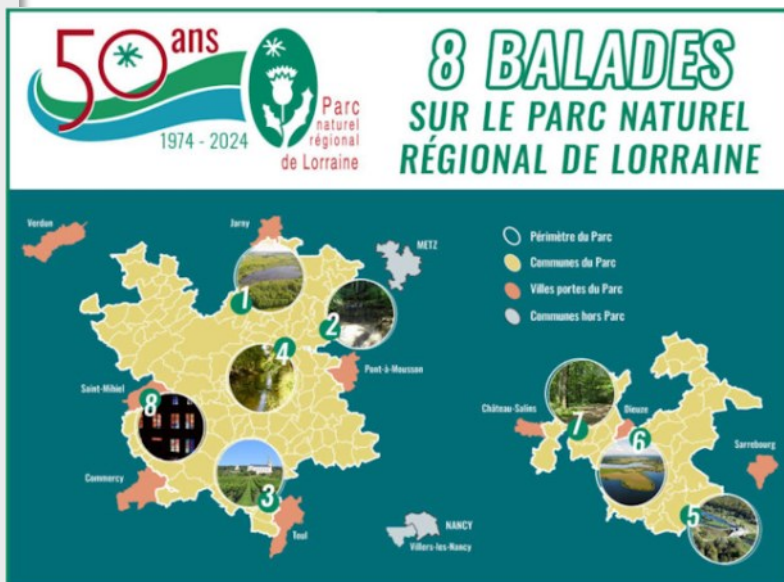 50 ans
1974 - 2024
Parc
naturel
régional
de Lorraine
8 BALADES
SUR LE PARC NATUREL
RÉGIONAL DE LORRAINE
Verdun
Jarny
METZ
Périmètre du Parc
Communes du Parc
Villes portes du Parc
Communes hors Parc
1
2
4
Pont-à-Mousson
Saint-Mihiel
8
Château-Salins
7
Dieuze
6
Sarrebourg
Commercy
3
Toul
5
NANCY
Villers-les-Nancy